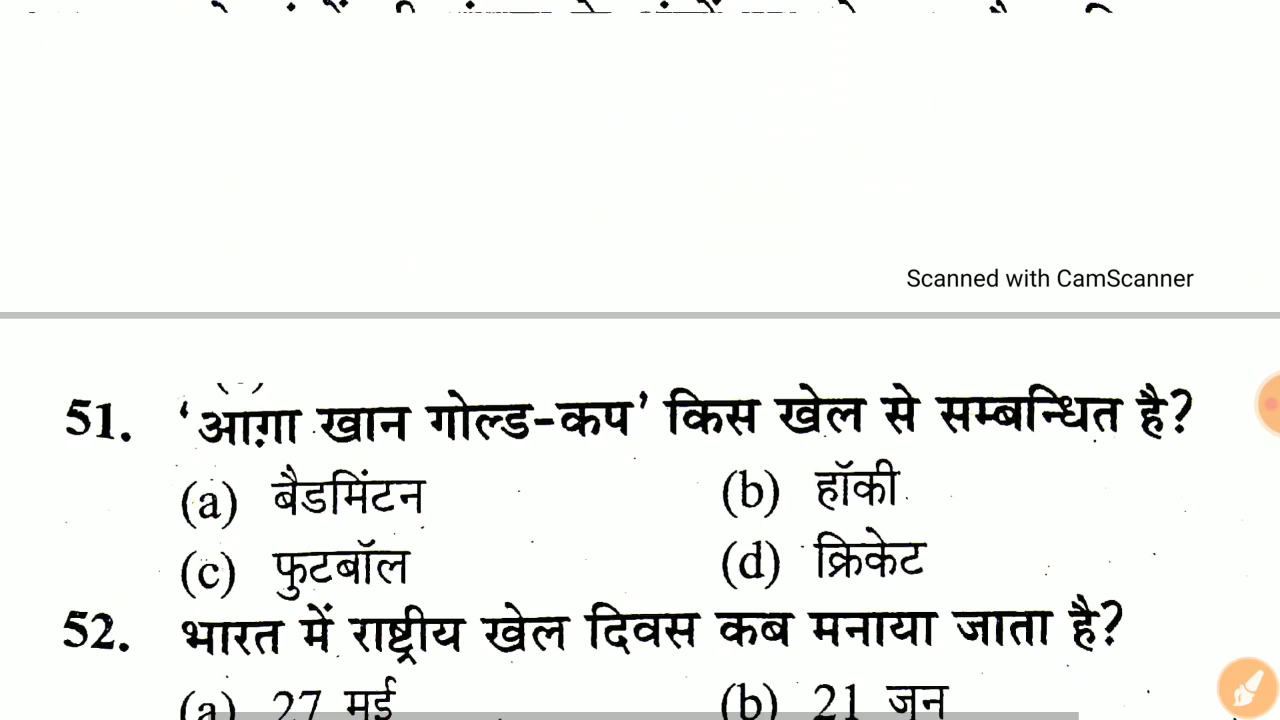 Scanned with CamScanner
51. ‘आग़ा खान गोल्ड-कप’ किस खेल से सम्बन्धित है?
(a) बैडमिंटन (b) हॉकी
(c) फुटबॉल (d) क्रिकेट
52. भारत में राष्ट्रीय खेल दिवस कब मनाया जाता है?
(a) 27 मई (b) 21 जून